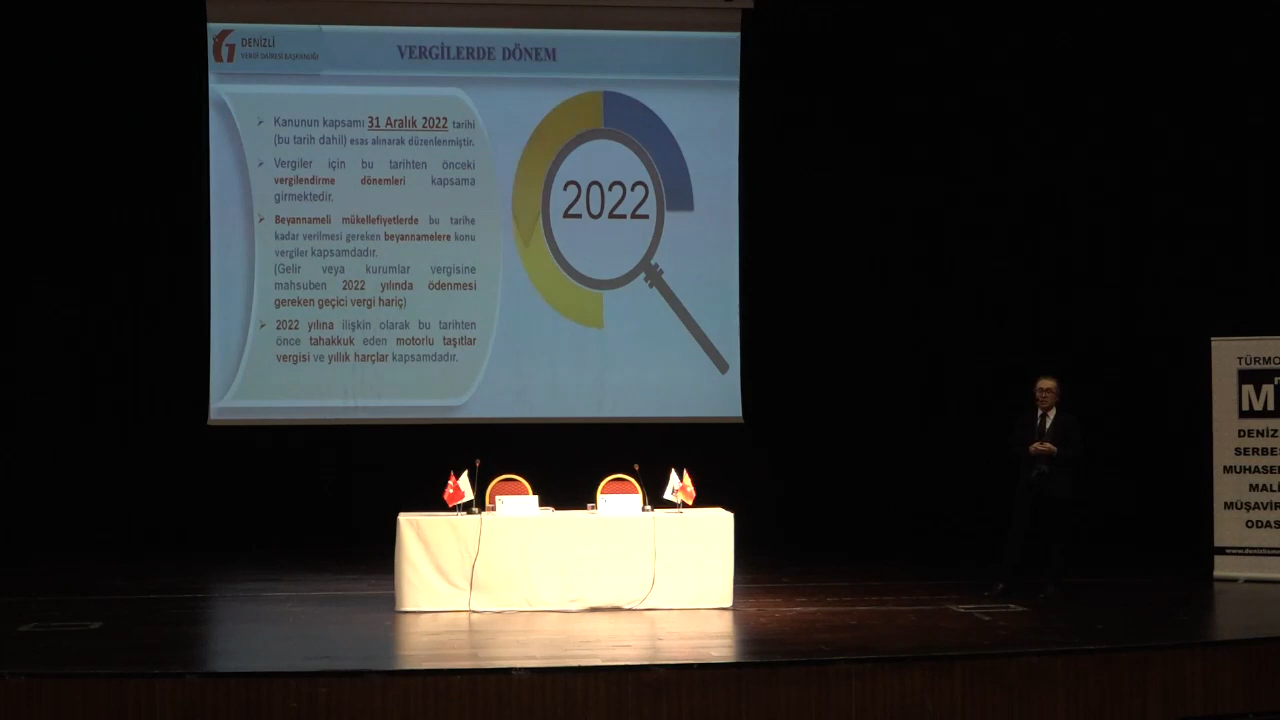 DENİZLİ
VERGİ DAİRESİ BAŞKANLIĞI
VERGİLERDE DÖNEM
Kanunun kapsamı 31 Aralık 2022 tarihi
(bu tarih dahil) esas alınarak düzenlenmiştir.
Vergiler için bu tarihten önceki
vergilendirme dönemleri kapsama
girmektedir.
Beyannameli mükellefiyetlerde bu tarihe
kadar verilmesi gereken beyannamelere konu
vergiler kapsamdadır.
(Gelir veya kurumlar vergisine
mahsuben 2022 yılında ödenmesi
gereken geçici vergi hariç)
2022 yılına ilişkin olarak bu tarihten
önce tahakkuk eden motorlu taşıtlar
vergisi ve yıllık harçlar kapsamdadır.
2022
TÜRMO
M
DENİZ
SERBES
MUHASE
MALİ
MÜŞAVİR
ODAS